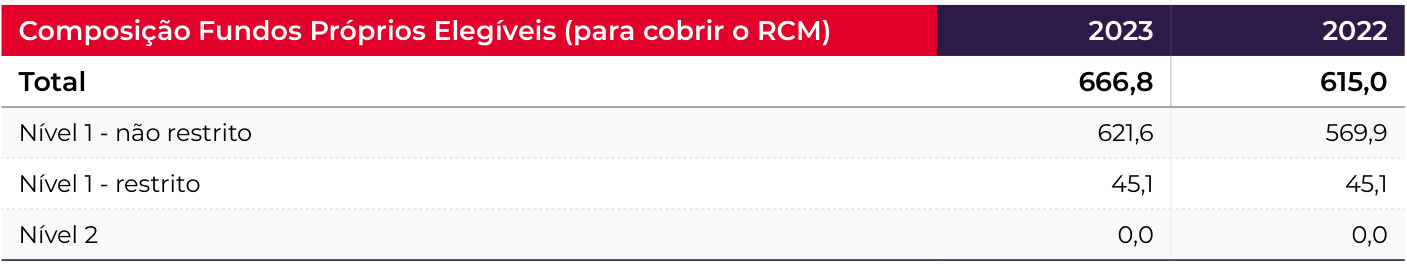 Composição Fundos Próprios Elegíveis (para cobrir o RCM) 2023 2022
Total 666,8 615,0
Nível 1 - não restrito 621,6 569,9
Nível 1 - restrito 45,1 45,1
Nível 2 0,0 0,0